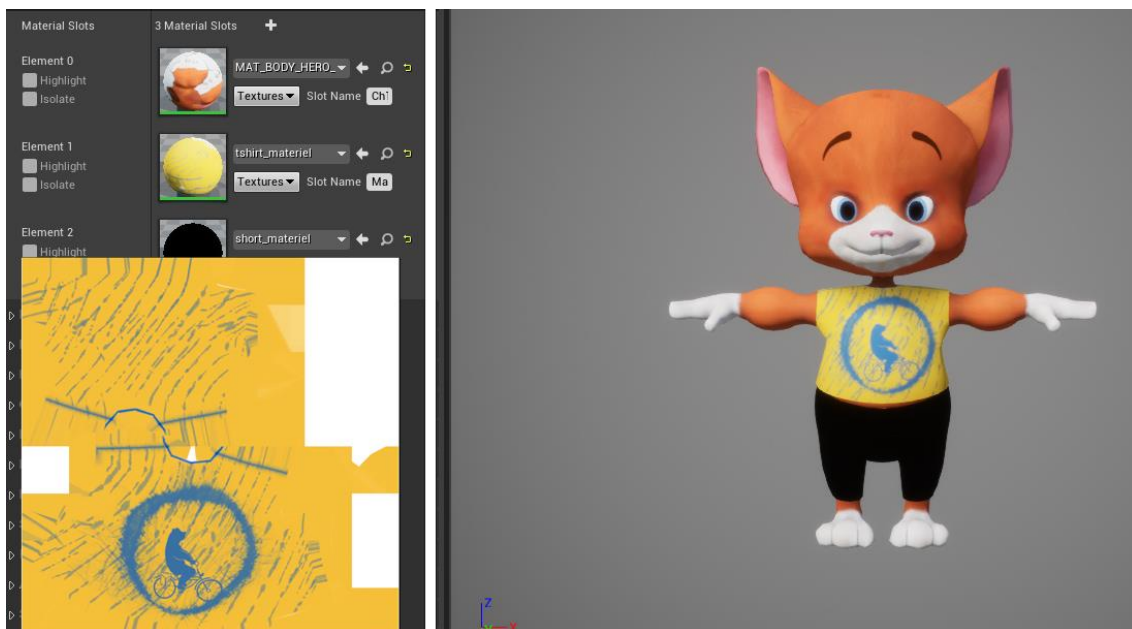 Material Slots
3 Material Slots
Element 0
Highlight
Isolate
MAT_BODY_HERO_
Textures
Slot Name
Element 1
Highlight
Isolate
tshirt_materiel
Textures
Slot Name
Ma
Element 2
Highlight
short_materiel
Z
X